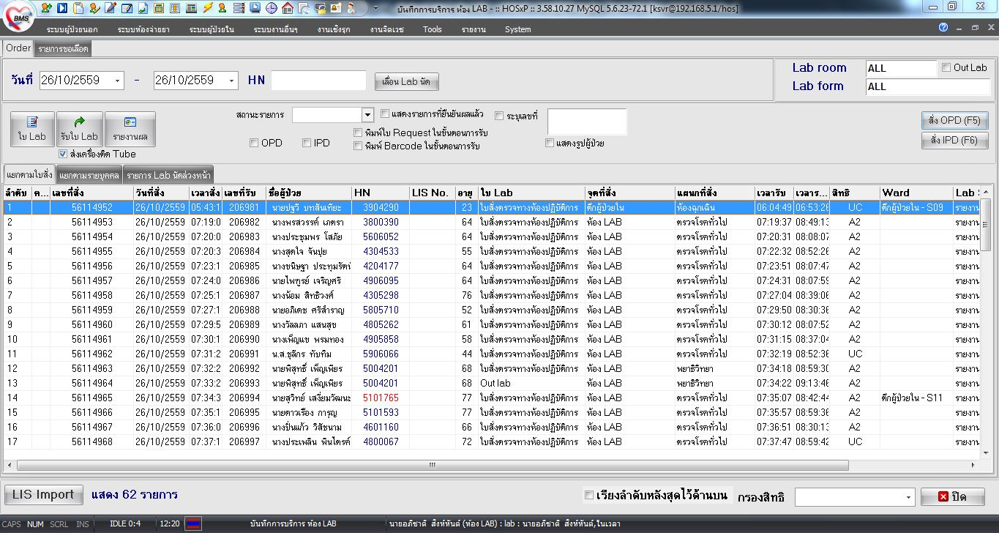 BMS
บันทึกการบริการ ห้อง LAB - :: HOSxP :: 3.58.10.27 MySQL 5.6.23-72.1 [ksvr@192.168.5.1/hos]
ระบบผู้ป่วยนอก ระบบห้องจ่ายยา ระบบผู้ป่วยใน ระบบงานอื่นๆ งานเชิงรุก งานจิตเวช Tools รายงาน System
Order รายการขอเลือด
วันที่ 26/10/2559 - 26/10/2559 HN เลื่อน Lab นัด
Lab room ALL Out Lab
Lab form ALL
ใบ Lab รับใบ Lab รายงานผล
ส่งเครื่องติด Tube
สถานะรายการ แสดงรายการที่ยืนยันผลแล้ว ระบุเลขที่
พิมพ์ใบ Request ในขั้นตอนการรับ
OPD IPD พิมพ์ Barcode ในขั้นตอนการรับ แสดงรูปผู้ป่วย
สั่ง OPD (F5)
สั่ง IPD (F6)
แยกตามใบสั่ง แยกตามรายบุคคล รายการ Lab นัดล่วงหน้า
ลำดับ ค... เลขที่สั่ง วันที่สั่ง เวลาสั่ง เลขที่รับ ชื่อผู้ป่วย HN LIS No. อายุ ใบ Lab จุดที่สั่ง แผนกที่สั่ง เวลารับ เวลาร... สิทธิ Ward Lab
1 56114952 26/10/2559 05:43:1 206981 นายปฐวี บทสันเทียะ 3904290 23 ใบสั่งตรวจทางห้องปฏิบัติการ ตึกผู้ป่วยใน ห้องฉุกเฉิน 06:04:49 06:53:26 UC ตึกผู้ป่วยใน - S09 รายงาน
2 56114953 26/10/2559 07:19:0 206982 นางพรสวรรค์ เภตรา 3800390 64 ใบสั่งตรวจทางห้องปฏิบัติการ ห้อง LAB ตรวจโรคทั่วไป 07:19:37 08:49:13 A2 รายงาน
3 56114954 26/10/2559 07:20:0 206983 นางประชุมพร โสภัย 5606052 64 ใบสั่งตรวจทางห้องปฏิบัติการ ห้อง LAB ตรวจโรคทั่วไป 07:20:31 08:08:07 A2 รายงาน
4 56114955 26/10/2559 07:20:3 206984 นางสุดใจ จันปุย 4304533 55 ใบสั่งตรวจทางห้องปฏิบัติการ ห้อง LAB ตรวจโรคทั่วไป 07:22:32 08:52:26 A2 รายงาน
5 56114956 26/10/2559 07:23:1 206985 นางขนิษฐา ประทุมรัตน์ 4204177 64 ใบสั่งตรวจทางห้องปฏิบัติการ ห้อง LAB ตรวจโรคทั่วไป 07:23:51 08:07:47 A2 รายงาน
6 56114957 26/10/2559 07:24:0 206986 นายไพฑูรย์ เจริญศรี 4906095 64 ใบสั่งตรวจทางห้องปฏิบัติการ ห้อง LAB ตรวจโรคทั่วไป 07:24:31 08:07:59 A2 รายงาน
7 56114958 26/10/2559 07:25:1 206987 นางน้อม สิทธิวงศ์ 4305298 76 ใบสั่งตรวจทางห้องปฏิบัติการ ห้อง LAB ตรวจโรคทั่วไป 07:27:04 08:39:06 A2 รายงาน
8 56114959 26/10/2559 07:27:1 206988 นายอภิเดช ศรีสำราญ 5805710 52 ใบสั่งตรวจทางห้องปฏิบัติการ ห้อง LAB ตรวจโรคทั่วไป 07:29:50 08:30:36 A2 รายงาน
9 56114960 26/10/2559 07:29:5 206989 นางวัลลภา แสนสุข 4805262 61 ใบสั่งตรวจทางห้องปฏิบัติการ ห้อง LAB ตรวจโรคทั่วไป 07:30:12 08:07:52 A2 รายงาน
10 56114961 26/10/2559 07:30:1 206990 นางเพ็ญแข พรมทอง 4905858 58 ใบสั่งตรวจทางห้องปฏิบัติการ ห้อง LAB ตรวจโรคทั่วไป 07:31:15 08:37:04 A2 รายงาน
11 56114962 26/10/2559 07:31:2 206991 น.ส.ชุลีกร ทับทิม 5906066 44 ใบสั่งตรวจทางห้องปฏิบัติการ ห้อง LAB ตรวจโรคทั่วไป 07:32:19 08:52:36 UC รายงาน
12 56114963 26/10/2559 07:32:2 206992 นายพิสุทธิ์ เพ็ญเพียร 5004201 68 ใบสั่งตรวจทางห้องปฏิบัติการ ห้อง LAB พยาธิวิทยา 07:34:18 08:59:30 A2 รายงาน
13 56114964 26/10/2559 07:33:2 206993 นายพิสุทธิ์ เพ็ญเพียร 5004201 68 Out lab ห้อง LAB พยาธิวิทยา 07:34:22 09:13:46 A2 รายงาน
14 56114965 26/10/2559 07:34:3 206994 นายสุวิทย์ เสงี่ยมวัฒนะ 5101765 77 ใบสั่งตรวจทางห้องปฏิบัติการ ห้อง LAB ตรวจโรคทั่วไป 07:35:07 08:42:44 A2 ตึกผู้ป่วยใน - S11 รายงาน
15 56114966 26/10/2559 07:35:1 206995 นายดาวเรือง การุญ 5101593 77 ใบสั่งตรวจทางห้องปฏิบัติการ ห้อง LAB ตรวจโรคทั่วไป 07:35:57 08:59:36 A2 รายงาน
16 56114967 26/10/2559 07:36:0 206996 นางปิ่นแก้ว วิสัชนาม 4601160 66 ใบสั่งตรวจทางห้องปฏิบัติการ ห้อง LAB ตรวจโรคทั่วไป 07:36:51 08:30:13 A2 รายงาน
17 56114968 26/10/2559 07:37:1 206997 นางประเพลิน พินไตรศ์ 4800067 72 ใบสั่งตรวจทางห้องปฏิบัติการ ห้อง LAB ตรวจโรคทั่วไป 07:37:47 08:59:42 UC รายงาน
LIS Import แสดง 62 รายการ เรียงลำดับหลังสุดไว้ด้านบน กรองสิทธิ ปิด
CAPS NUM SCRL INS IDLE 0:4 12:20 บันทึกการบริการ ห้อง LAB นายอภิชาติ สิงห์หันต์ (ห้อง LAB) : lab : นายอภิชาติ สิงห์หันต์,ในเวลา